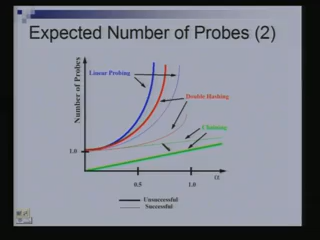 Expected Number of Probes (2)
Number of Probes
Linear Probing
Double Hashing
Chaining
1.0
0.5
1.0
α
Unsuccessful
Successful